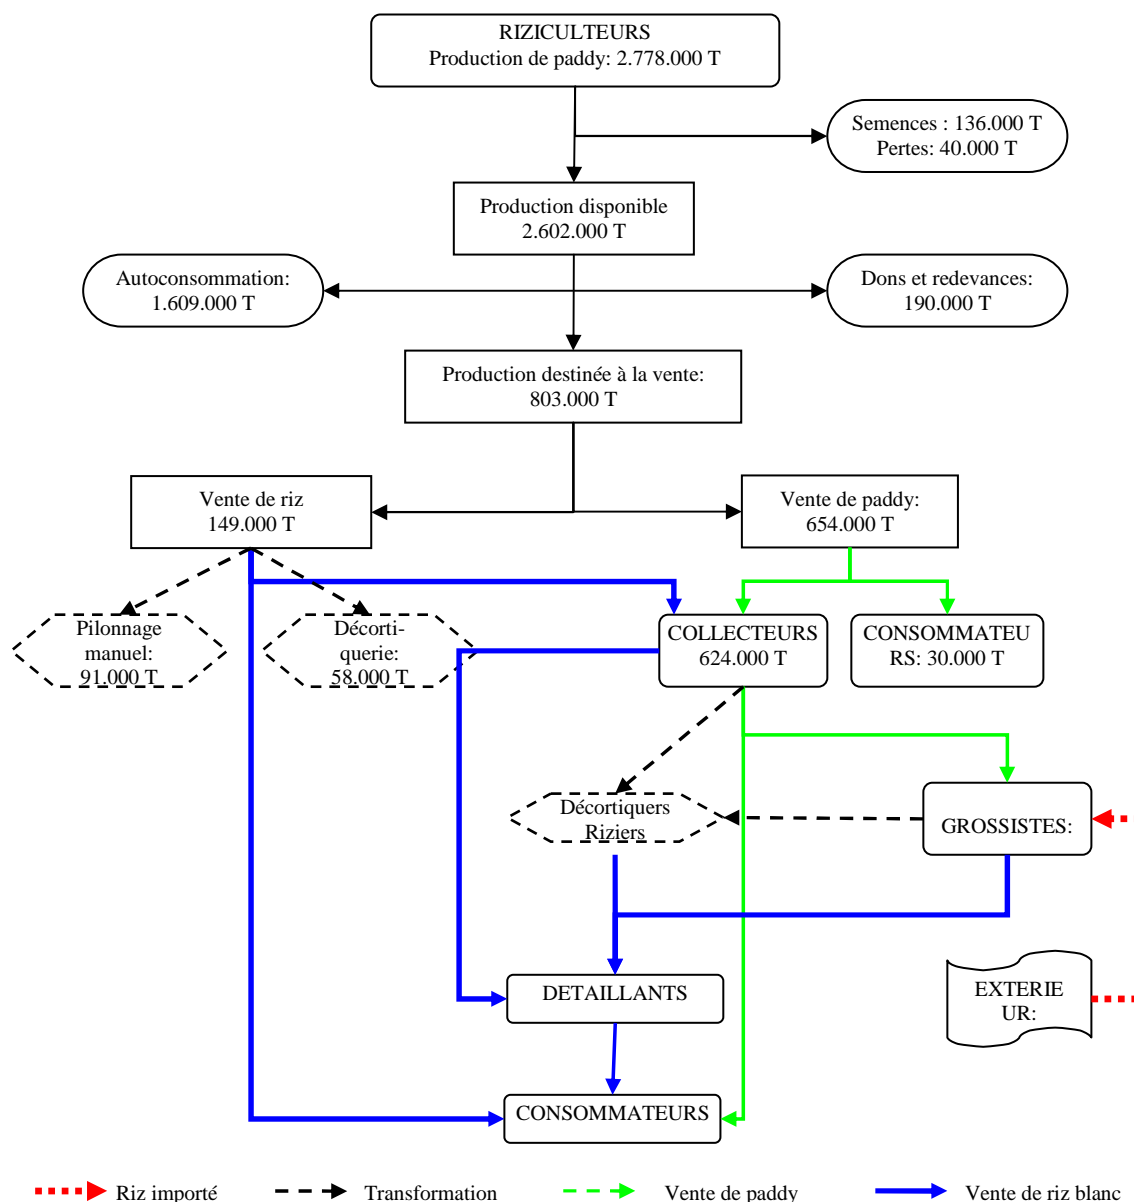 RIZICULTEURS
Production de paddy: 2.778.000 T
Semences : 136.000 T
Pertes: 40.000 T
Production disponible
2.602.000 T
Autoconsommation:
1.609.000 T
Dons et redevances:
190.000 T
Production destinée à la vente:
803.000 T
Vente de riz
149.000 T
Vente de paddy:
654.000 T
Pilonnage
manuel:
91.000 T
Décorti-
querie:
58.000 T
COLLECTEURS
624.000 T
CONSOMMATEU
RS: 30.000 T
Décortiquers
Riziers
GROSSISTES:
DETAILLANTS
EXTERIE
UR:
CONSOMMATEURS
Riz importé
Transformation
Vente de paddy
Vente de riz blanc